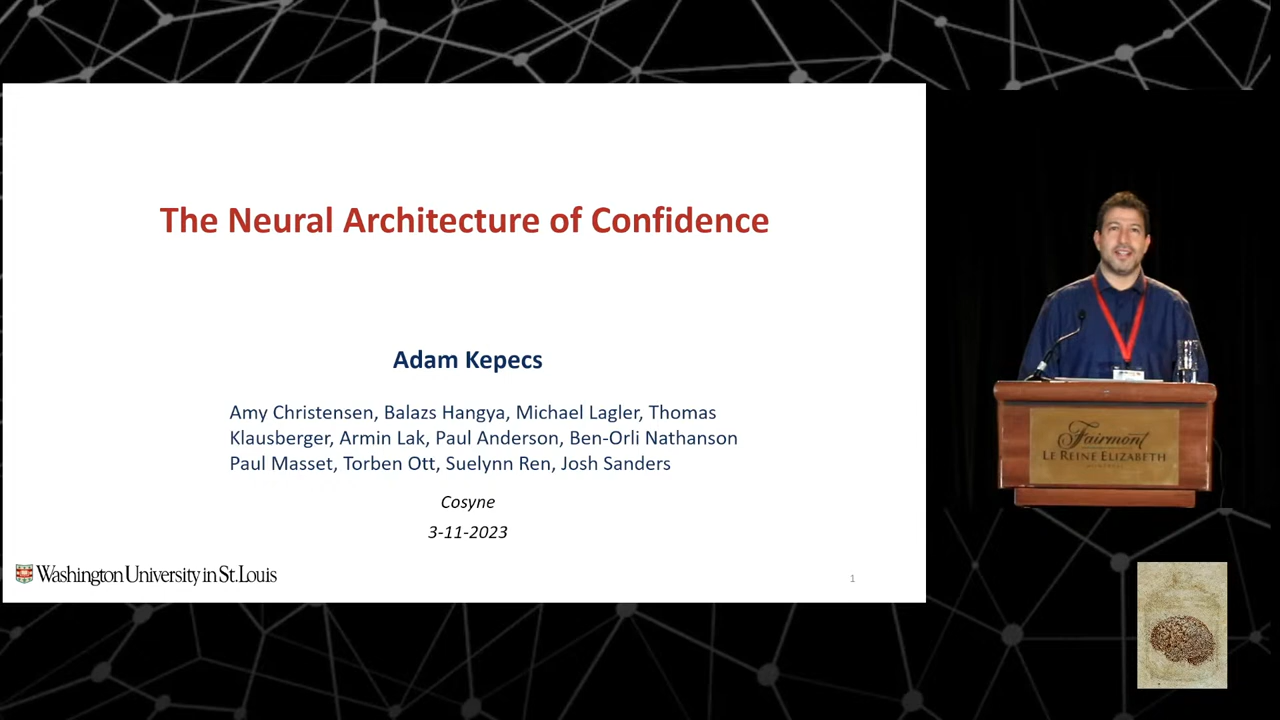 The Neural Architecture of Confidence
Adam Kepecs
Amy Christensen, Balazs Hangya, Michael Lagler, Thomas
Klausberger, Armin Lak, Paul Anderson, Ben-Orli Nathanson
Paul Masset, Torben Ott, Suelynn Ren, Josh Sanders
Cosyne
3-11-2023
Washington University in St. Louis
1
Fairmont
LE REINE ELIZABETH